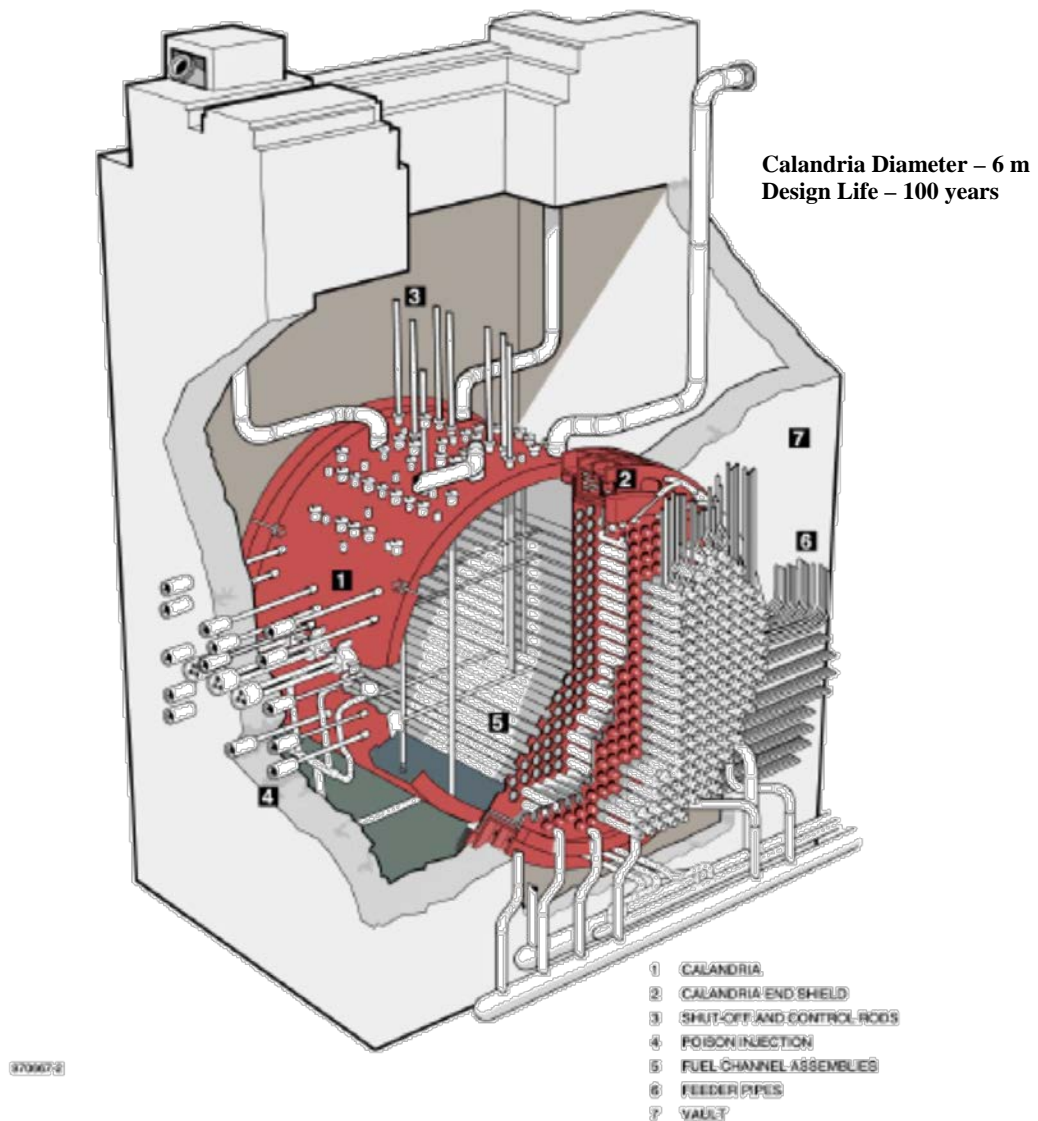 Calandria Diameter – 6 m
Design Life – 100 years
3
2
7
6
1
5
4
1 CALANDRIA
2 CALANDRIA END SHIELD
3 SHUT-OFF AND CONTROL RODS
4 POISON INJECTION
5 FUEL CHANNEL ASSEMBLIES
6 FEEDER PIPES
7 VAULT